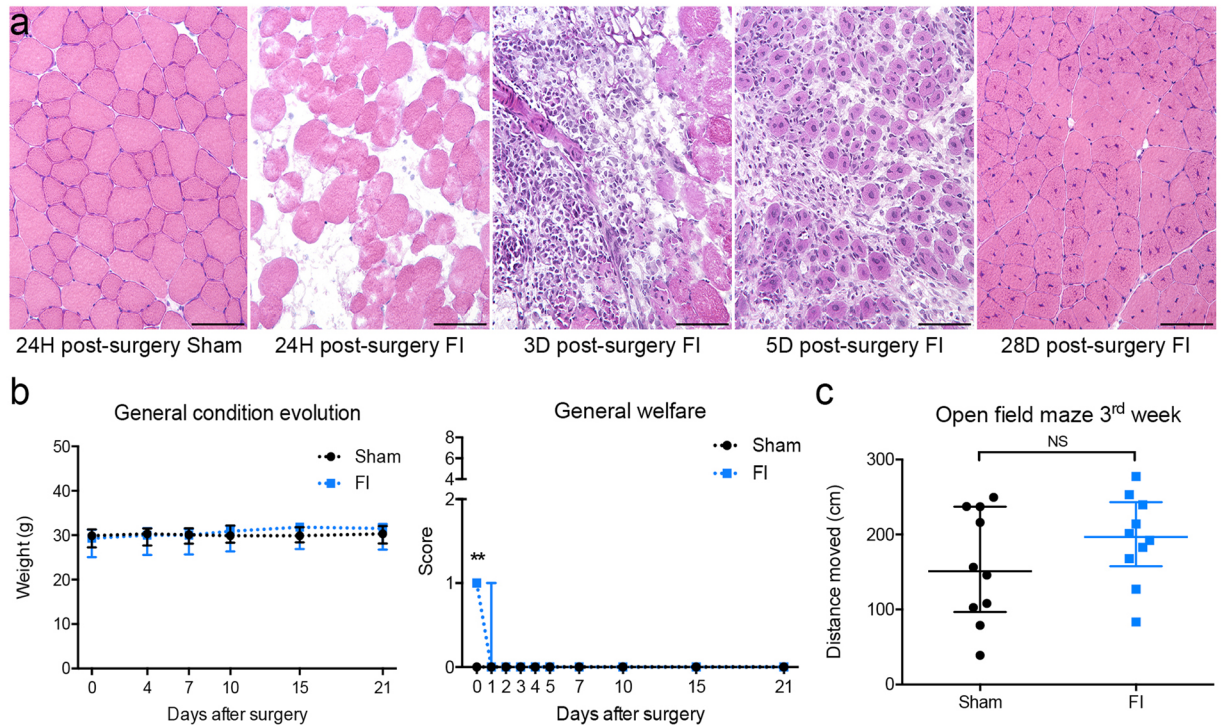 a
24H post-surgery Sham
24H post-surgery FI
3D post-surgery FI
5D post-surgery FI
28D post-surgery FI
b
General condition evolution
Sham
FI
Weight (g)
50
40
30
20
10
0
0 4 7 10 15 21
Days after surgery
General welfare
Sham
FI
Score
8
6
4
2
1
0
**
0 1 2 3 4 5 7 10 15 21
Days after surgery
c
Open field maze 3rd week
NS
Distance moved (cm)
300
200
100
0
Sham FI